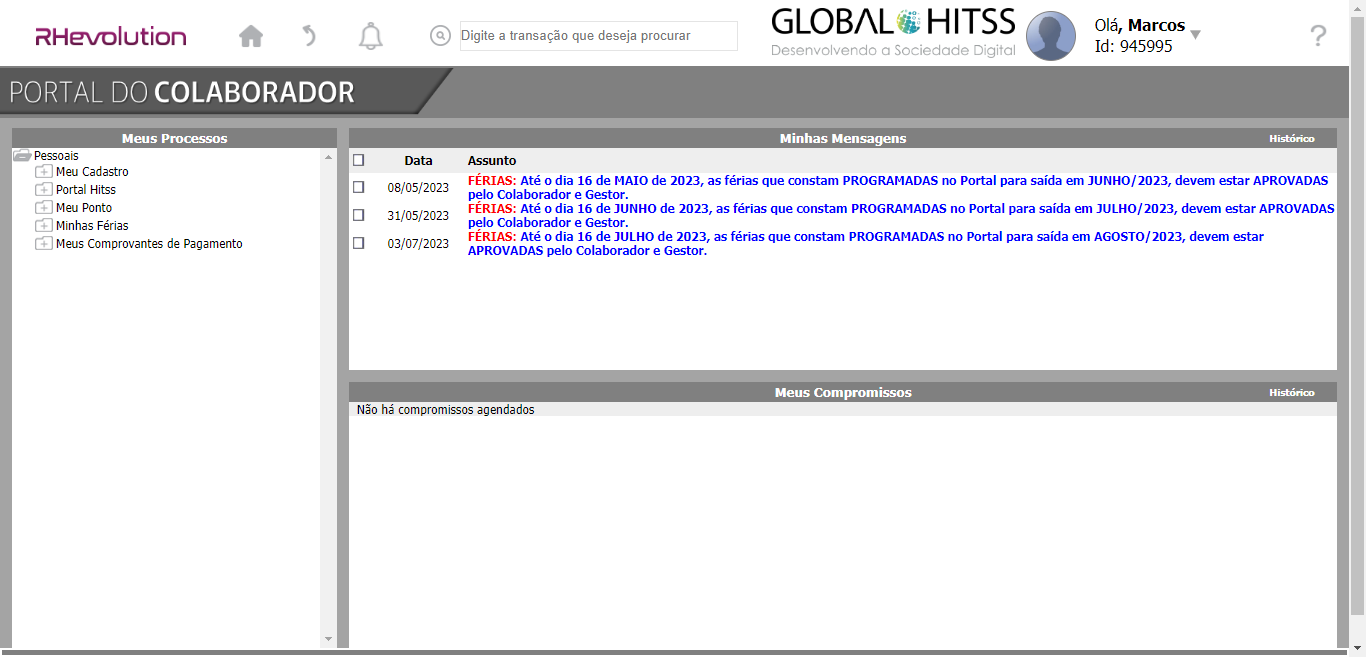 RHevolution
Digite a transação que deseja procurar
GLOBAL HITSS
Desenvolvendo a Sociedade Digital
Olá, Marcos
Id: 945995
?
PORTAL DO COLABORADOR
Meus Processos
Pessoais
Meu Cadastro
Portal Hitss
Meu Ponto
Minhas Férias
Meus Comprovantes de Pagamento
Minhas Mensagens
Histórico
Data Assunto
08/05/2023 FÉRIAS: Até o dia 16 de MAIO de 2023, as férias que constam PROGRAMADAS no Portal para saída em JUNHO/2023, devem estar APROVADAS
pelo Colaborador e Gestor.
31/05/2023 FÉRIAS: Até o dia 16 de JUNHO de 2023, as férias que constam PROGRAMADAS no Portal para saída em JULHO/2023, devem estar APROVADAS
pelo Colaborador e Gestor.
03/07/2023 FÉRIAS: Até o dia 16 de JULHO de 2023, as férias que constam PROGRAMADAS no Portal para saída em AGOSTO/2023, devem estar
APROVADAS pelo Colaborador e Gestor.
Meus Compromissos
Histórico
Não há compromissos agendados